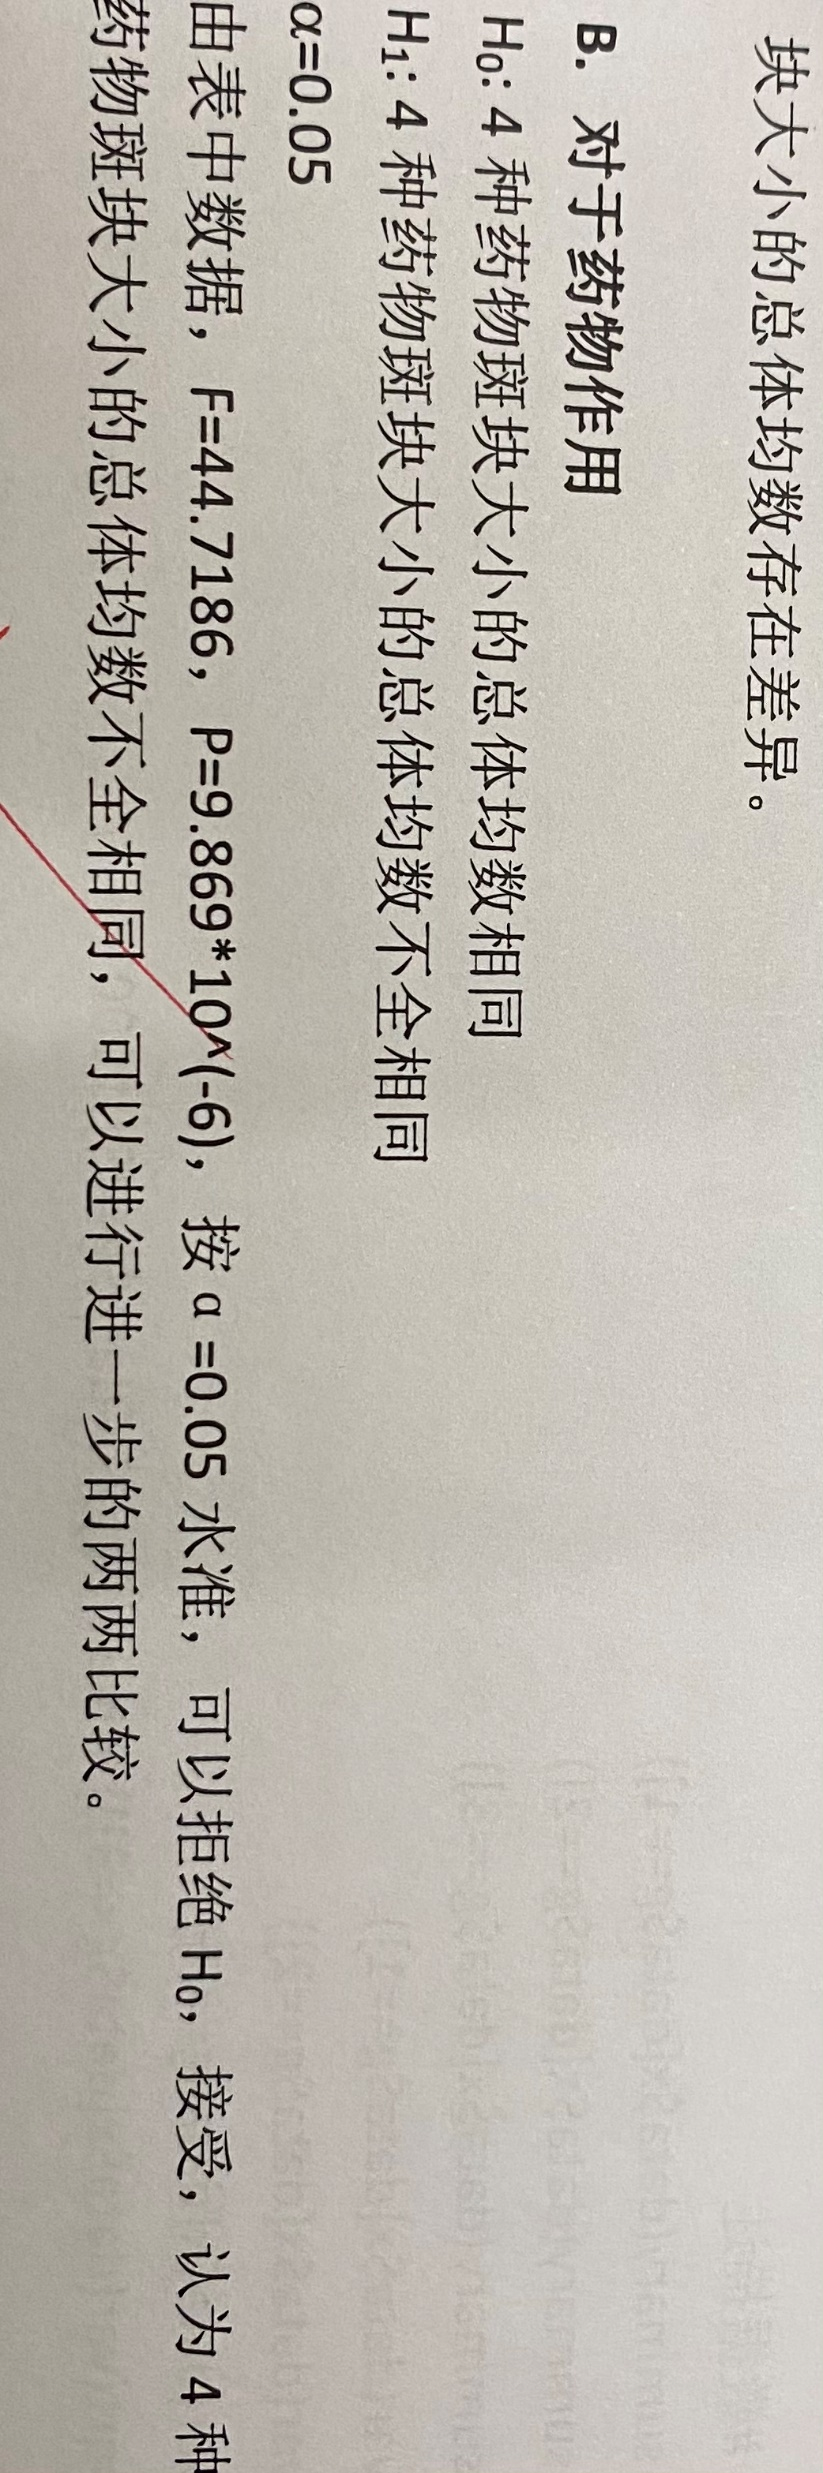 块大小的总体均数存在差异。
B. 对于药物作用
H₀: 4 种药物斑块大小的总体均数相同
H₁: 4 种药物斑块大小的总体均数不全相同
α=0.05
由表中数据，F=44.7186，P=9.869*10^(-6)，按 α =0.05 水准，可以拒绝 H₀，接受，认为 4 种
药物斑块大小的总体均数不全相同，可以进行进一步的两两比较。